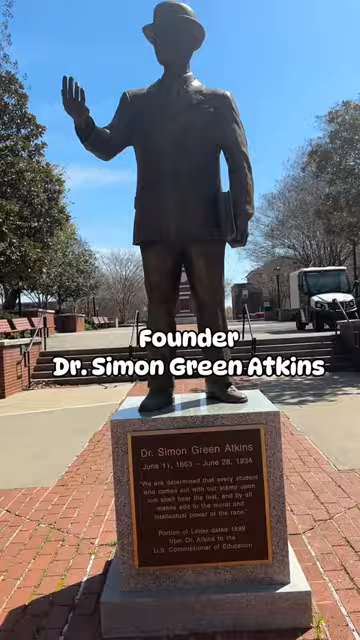 Founder
Dr. Simon Green Atkins
Dr. Simon Green Atkins
June 11, 1863 – June 28, 1934
"We are determined that every student
who comes out with our stamp upon
him shall bear the test, and by all
means add to the moral and
intellectual power of the race."
Portion of Letter dated 1899
from Dr. Atkins to the
U.S. Commissioner of Education